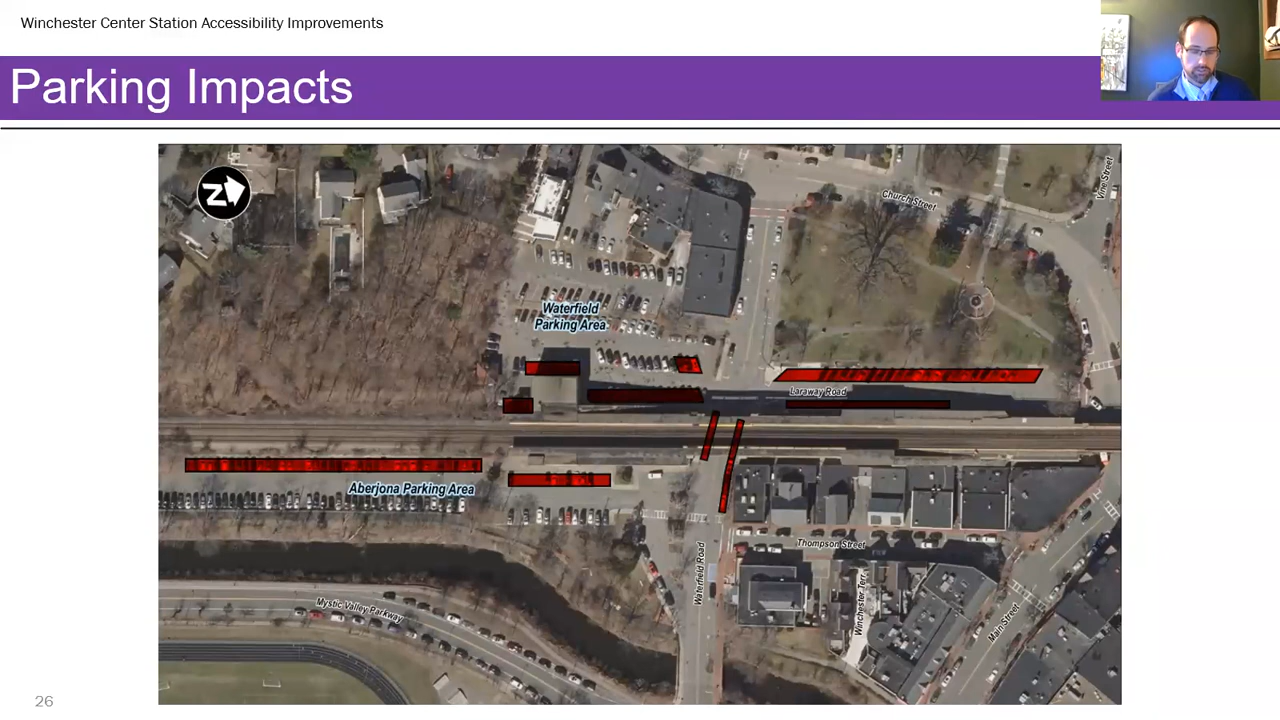 Winchester Center Station Accessibility Improvements
Parking Impacts
Z
Church Street
Vine Street
Waterfield
Parking Area
Laraway Road
Aberjona Parking Area
Thompson Street
Waterfield Road
Winchester Terr
Mystic Valley Parkway
Main Street
26